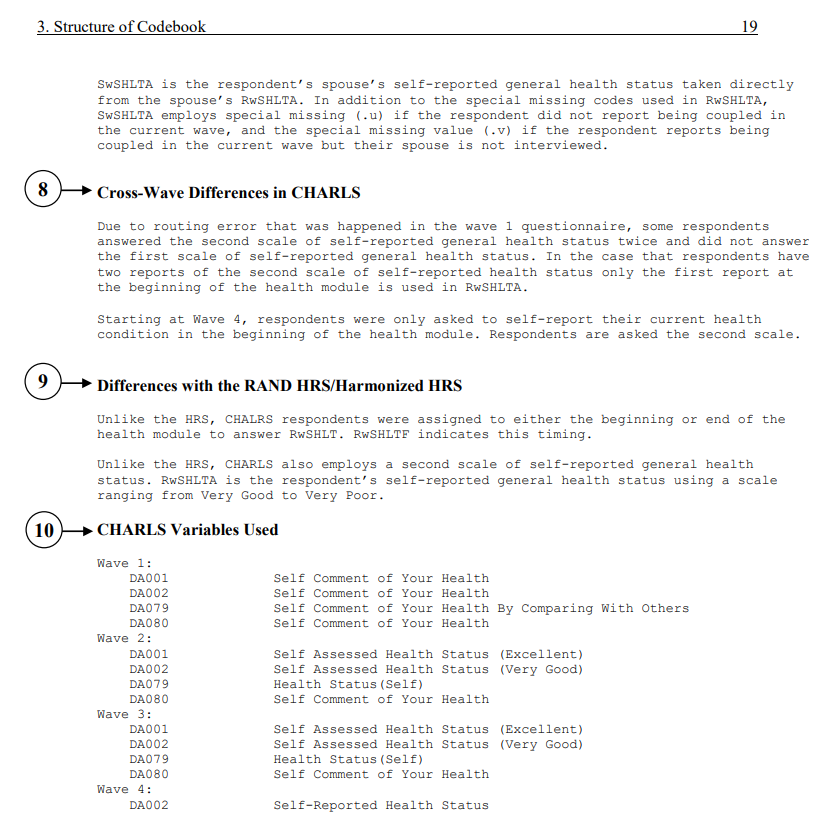 3. Structure of Codebook 19
SwSHLTA is the respondent's spouse's self-reported general health status taken directly
from the spouse's RwSHLTA. In addition to the special missing codes used in RwSHLTA,
SwSHLTA employs special missing (.u) if the respondent did not report being coupled in
the current wave, and the special missing value (.v) if the respondent reports being
coupled in the current wave but their spouse is not interviewed.
8 Cross-Wave Differences in CHARLS
Due to routing error that was happened in the wave 1 questionnaire, some respondents
answered the second scale of self-reported general health status twice and did not answer
the first scale of self-reported general health status. In the case that respondents have
two reports of the second scale of self-reported health status only the first report at
the beginning of the health module is used in RwSHLTA.
Starting at Wave 4, respondents were only asked to self-report their current health
condition in the beginning of the health module. Respondents are asked the second scale.
9 Differences with the RAND HRS/Harmonized HRS
Unlike the HRS, CHALRS respondents were assigned to either the beginning or end of the
health module to answer RwSHLT. RwSHLTF indicates this timing.
Unlike the HRS, CHARLS also employs a second scale of self-reported general health
status. RwSHLTA is the respondent's self-reported general health status using a scale
ranging from Very Good to Very Poor.
10 CHARLS Variables Used
Wave 1:
DA001 Self Comment of Your Health
DA002 Self Comment of Your Health
DA079 Self Comment of Your Health By Comparing With Others
DA080 Self Comment of Your Health
Wave 2:
DA001 Self Assessed Health Status (Excellent)
DA002 Self Assessed Health Status (Very Good)
DA079 Health Status(Self)
DA080 Self Comment of Your Health
Wave 3:
DA001 Self Assessed Health Status (Excellent)
DA002 Self Assessed Health Status (Very Good)
DA079 Health Status(Self)
DA080 Self Comment of Your Health
Wave 4:
DA002 Self-Reported Health Status